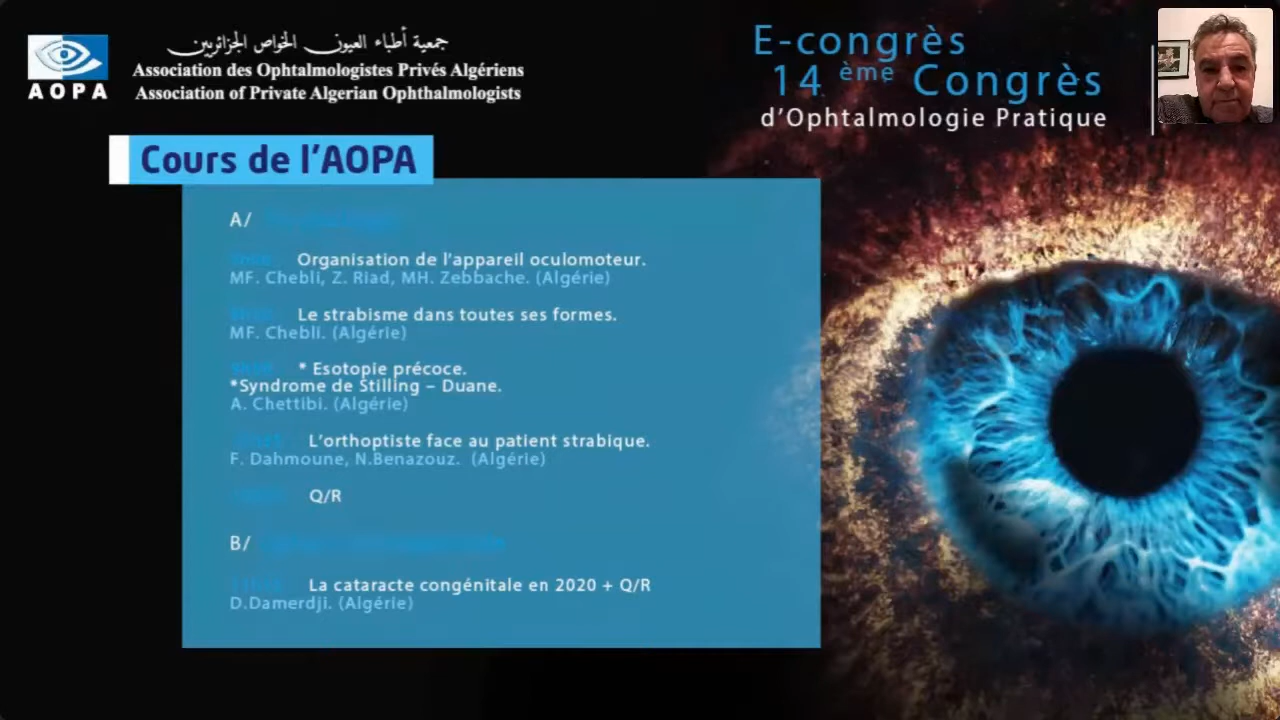 جمعية أطباء العيون الخواص الجزائريين
Association des Ophtalmologistes Privés Algériens
Association of Private Algerian Ophthalmologists
AOPA
E-congrès
14 ème Congrès
d'Ophtalmologie Pratique
Cours de l'AOPA
A/
Organisation de l'appareil oculomoteur.
MF. Chebli, Z. Riad, MH. Zebbache. (Algérie)
Le strabisme dans toutes ses formes.
MF. Chebli. (Algérie)
* Esotopie précoce.
*Syndrome de Stilling – Duane.
A. Chettibi. (Algérie)
L'orthoptiste face au patient strabique.
F. Dahmoune, N.Benazouz. (Algérie)
Q/R
B/
La cataracte congénitale en 2020 + Q/R
D.Damerdji. (Algérie)